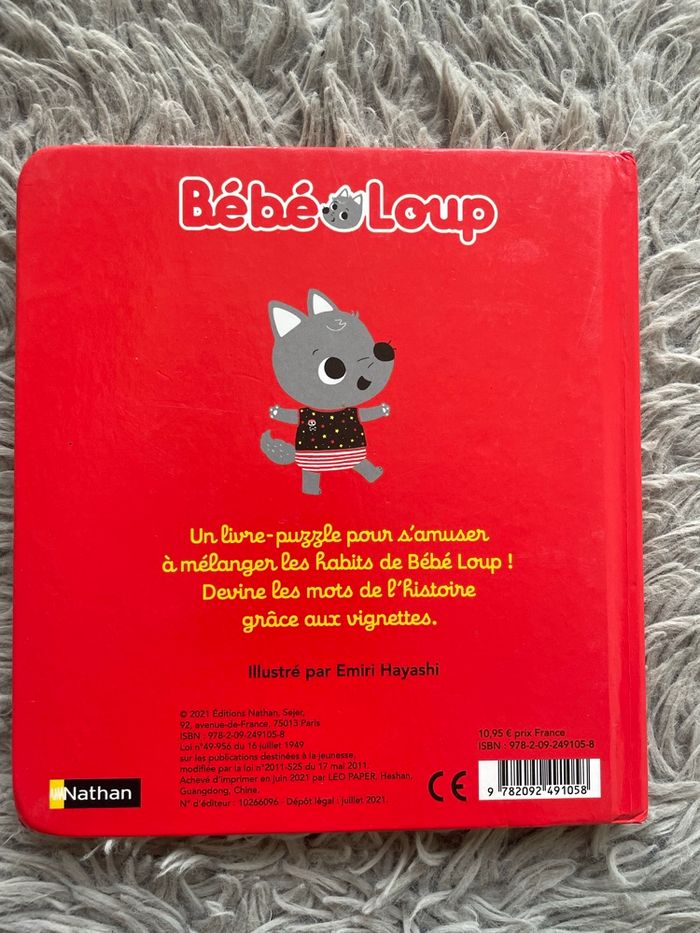 Bébé Loup
Un livre-puzzle pour s'amuser
à mélanger les habits de Bébé Loup !
Devine les mots de l'histoire
grâce aux vignettes.
Illustré par Emiri Hayashi
© 2021 Éditions Nathan, Sejer,
92, avenue-de-France, 75013 Paris
ISBN : 978-2-09-249105-8
Loi n°49-956 du 16 juillet 1949
sur les publications destinées à la jeunesse,
modifiée par la loi n°2011-525 du 17 mai 2011.
Achevé d'imprimer en juin 2021 par LEO PAPER, Heshan,
Guangdong, China.
N° d'éditeur : 10266096 Dépôt légal : juillet 2021.
Nathan
CE
10,95 € prix France
ISBN : 978-2-09-249105-8
9 782092 491058